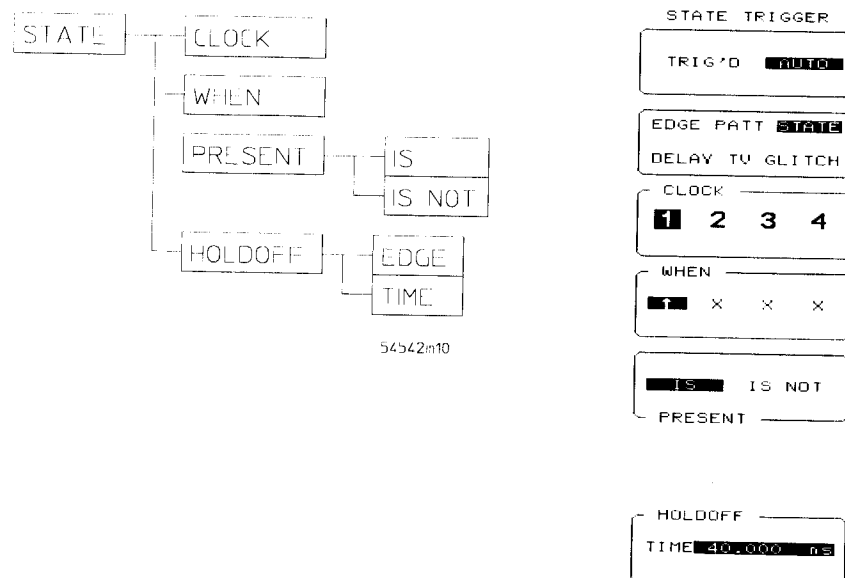 STATE
CLOCK
WHEN
PRESENT
IS
IS NOT
HOLDOFF
EDGE
TIME
54542m10
STATE TRIGGER
TRIG'D AUTO
EDGE PATT STATE
DELAY TV GLITCH
CLOCK
1 2 3 4
WHEN
↑ X X X
IS IS NOT
PRESENT
HOLDOFF
TIME 40.000 ns